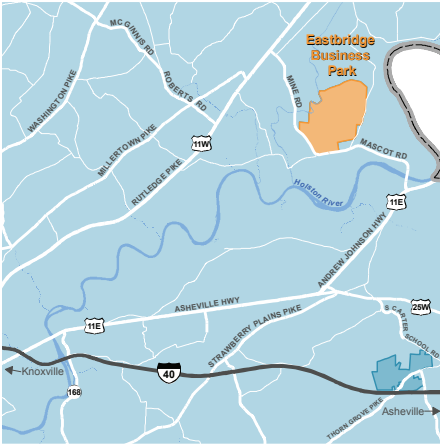 MC GINNIS RD
Eastbridge
Business
Park
WASHINGTON PIKE
ROBERTS RD
MINE RD
MILLERTOWN PIKE
11W
MASCOT RD
RUTLEDGE PIKE
Holston River
11E
ANDREW JOHNSON HWY
ASHEVILLE HWY
25W
S CARTER SCHOOL RD
11E
STRAWBERRY PLAINS PIKE
Knoxville
40
168
THORN GROVE PIKE
Asheville